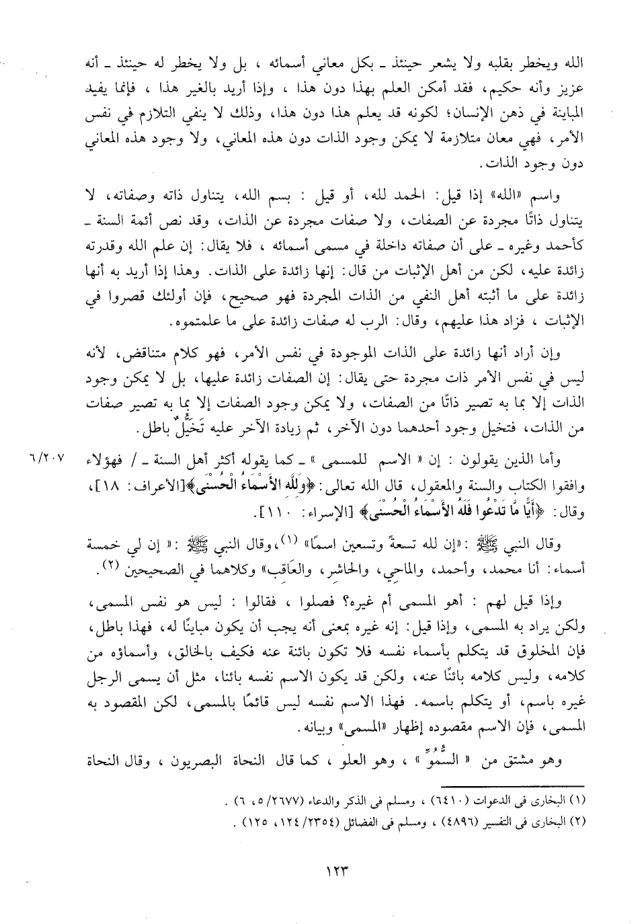 الله ويخطر بقلبه ولا يشعر حينئذ ـ بكل معاني أسمائه ، بل ولا يخطر له حينئذ ـ أنه
عزيز وأنه حكيم، فقد أمكن العلم بهذا دون هذا ، وإذا أريد بالغير هذا ، فإنما يفيد
المباينة في ذهن الإنسان؛ لكونه قد يعلم هذا دون هذا، وذلك لا ينفي التلازم في نفس
الأمر، فهي معان متلازمة لا يمكن وجود الذات دون هذه المعاني، ولا وجود هذه المعاني
دون وجود الذات.
واسم «الله» إذا قيل: الحمد لله، أو قيل : بسم الله، يتناول ذاته وصفاته، لا
يتناول ذاتًا مجردة عن الصفات، ولا صفات مجردة عن الذات، وقد نص أئمة السنة ـ
كأحمد وغيره ـ على أن صفاته داخلة في مسمى أسمائه ، فلا يقال: إن علم الله وقدرته
زائدة عليه، لكن من أهل الإثبات من قال: إنها زائدة على الذات. وهذا إذا أريد به أنها
زائدة على ما أثبته أهل النفي من الذات المجردة فهو صحيح، فإن أولئك قصروا في
الإثبات ، فزاد هذا عليهم، وقال: الرب له صفات زائدة على ما علمتموه.
وإن أراد أنها زائدة على الذات الموجودة في نفس الأمر، فهو كلام متناقض، لأنه
ليس في نفس الأمر ذات مجردة حتى يقال: إن الصفات زائدة عليها، بل لا يمكن وجود
الذات إلا بما به تصير ذاتًا من الصفات، ولا يمكن وجود الصفات إلا بما به تصير صفات
من الذات، فتخيل وجود أحدهما دون الآخر، ثم زيادة الآخر عليه تَخَيُّلٌ باطل.
وأما الذين يقولون : إن « الاسم للمسمى » ـ كما يقوله أكثر أهل السنة ـ / فهؤلاء ٦/٢٠٧
وافقوا الكتاب والسنة والمعقول، قال الله تعالى: ﴿وَلِلَّهِ الأَسْمَاءُ الْحُسْنَى﴾[الأعراف: ١٨٠]،
وقال: ﴿أَيًّا مَّا تَدْعُوا فَلَهُ الأَسْمَاءُ الْحُسْنَى﴾ [الإسراء: ١١٠].
وقال النبي ﷺ :«إن لله تسعةً وتسعين اسمًا» (١)،وقال النبي ﷺ :« إن لي خمسة
أسماء: أنا محمد، وأحمد، والماحي، والحاشر، والعاقب» وكلاهما في الصحيحين (٢).
وإذا قيل لهم : أهو المسمى أم غيره؟ فصلوا ، فقالوا : ليس هو نفس المسمى،
ولكن يراد به المسمى، وإذا قيل: إنه غيره بمعنى أنه يجب أن يكون مباينًا له، فهذا باطل،
فإن المخلوق قد يتكلم بأسماء نفسه فلا تكون بائنة عنه فكيف بالخالق، وأسماؤه من
كلامه، وليس كلامه بائنًا عنه، ولكن قد يكون الاسم نفسه بائنا، مثل أن يسمى الرجل
غيره باسم، أو يتكلم باسمه. فهذا الاسم نفسه ليس قائمًا بالمسمى، لكن المقصود به
المسمى، فإن الاسم مقصوده إظهار «المسمى» وبيانه.
وهو مشتق من « السُّمُوِّ » ، وهو العلو ، كما قال النحاة البصريون ، وقال النحاة
(١) البخارى فى الدعوات (٦٤١٠) ، ومسلم فى الذكر والدعاء (٢٦٧٧/ ٥، ٦) .
(٢) البخارى فى التفسير (٤٨٩٦) ، ومسلم فى الفضائل (٢٣٥٤/ ١٢٤، ١٢٥) .
١٢٣